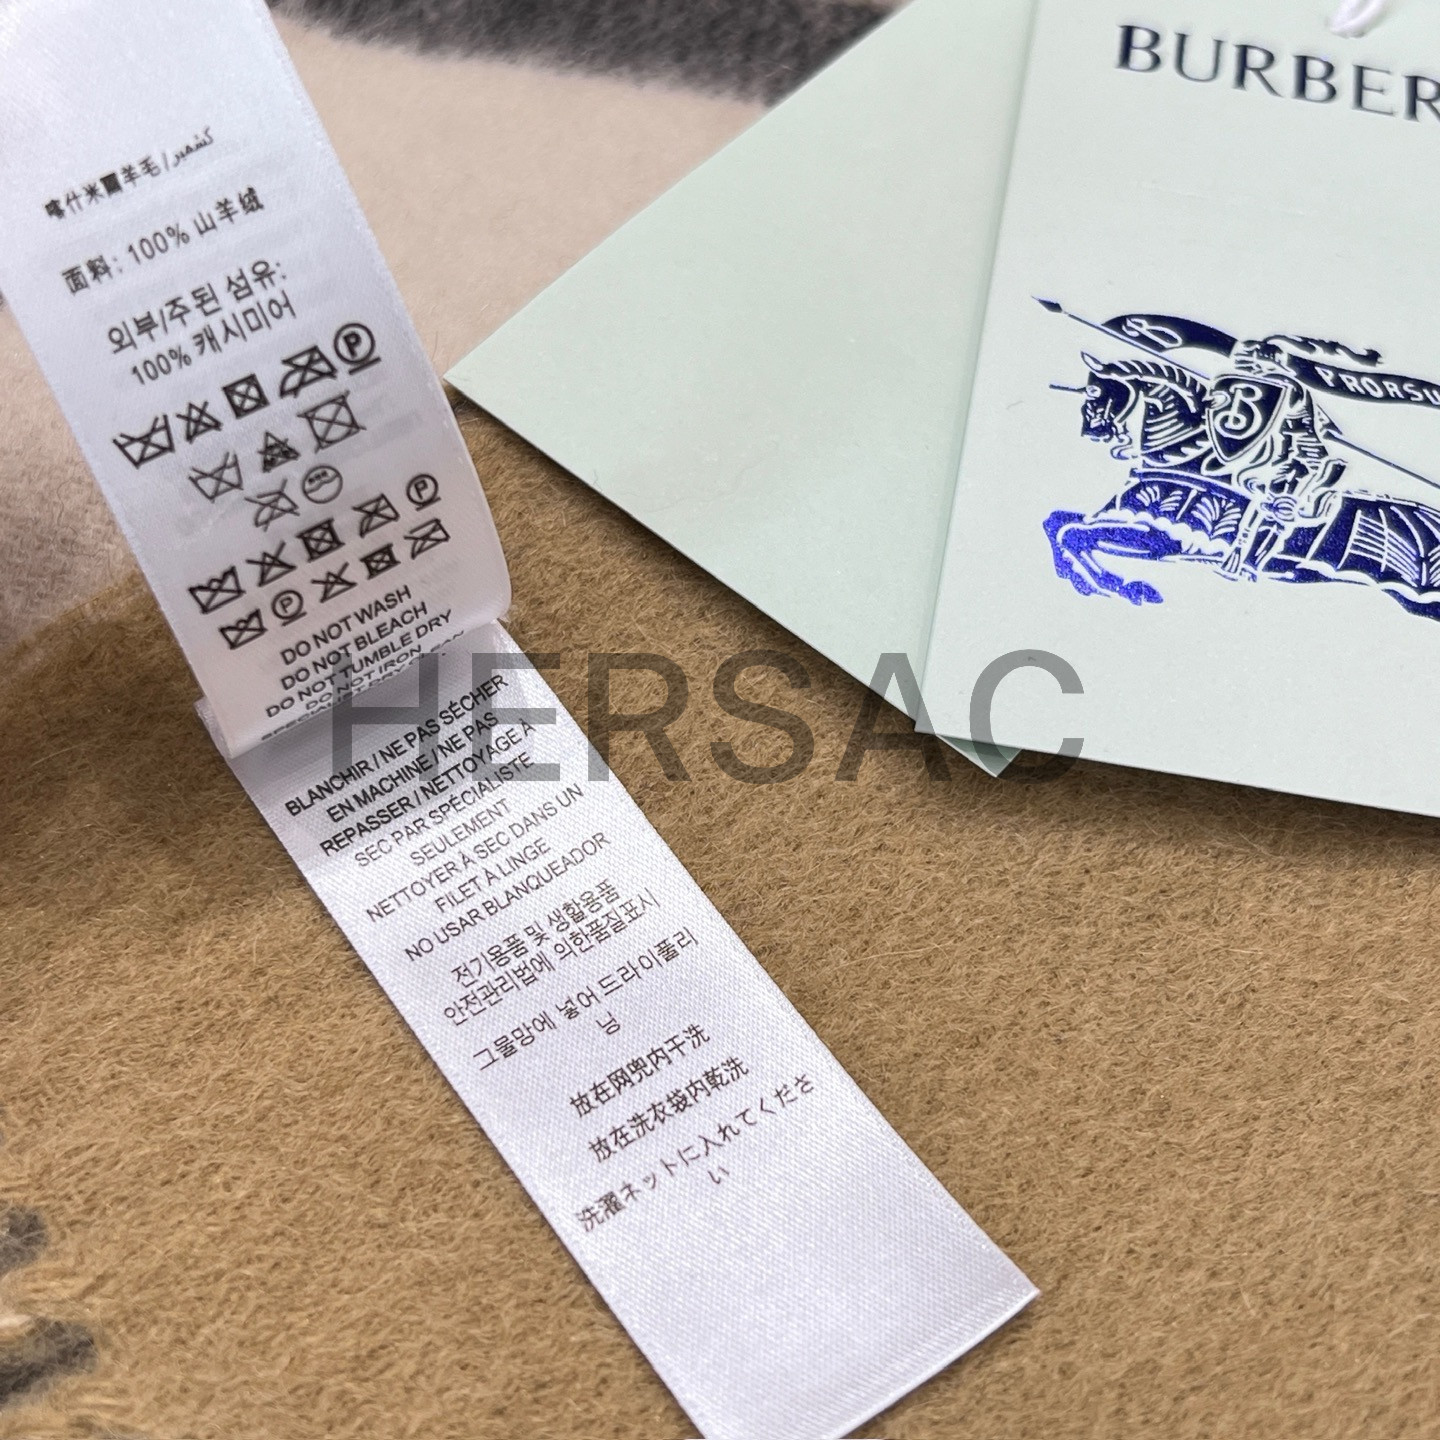 喀什米爾羊毛 / كشمير
面料: 100% 山羊绒
외부/주된 섬유:
100% 캐시미어
P
P
P
DO NOT WASH
DO NOT BLEACH
DO NOT TUMBLE DRY
DO NOT IRON
BLANCHIR / NE PAS SÉCHER
EN MACHINE / NE PAS
REPASSER / NETTOYAGE À
SEC PAR SPÉCIALISTE
SEULEMENT
NETTOYER À SEC DANS UN
FILET À LINGE
NO USAR BLANQUEADOR
전기용품 및 생활용품
안전관리법에 의한품질표시
그물망에 넣어 드라이풀리
닝
放在网兜内干洗
放在洗衣袋内乾洗
洗濯ネットに入れてくださ
い
BURBER
B
PRORSU
B
HERSAC